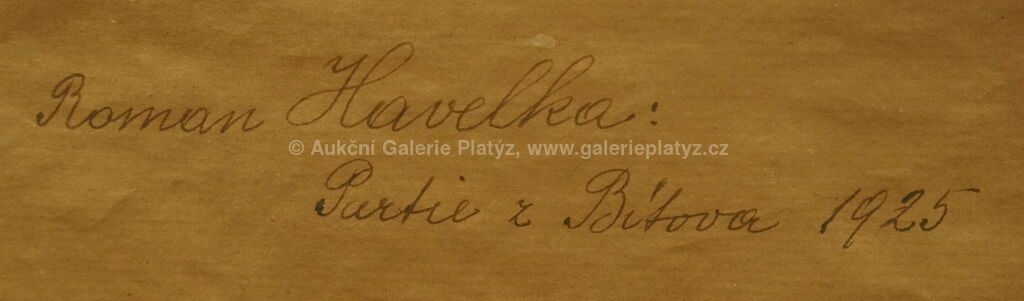 Roman Havelka:
© Aukční Galerie Platýz, www.galerieplatyz.cz
Partie z Bítova 1925